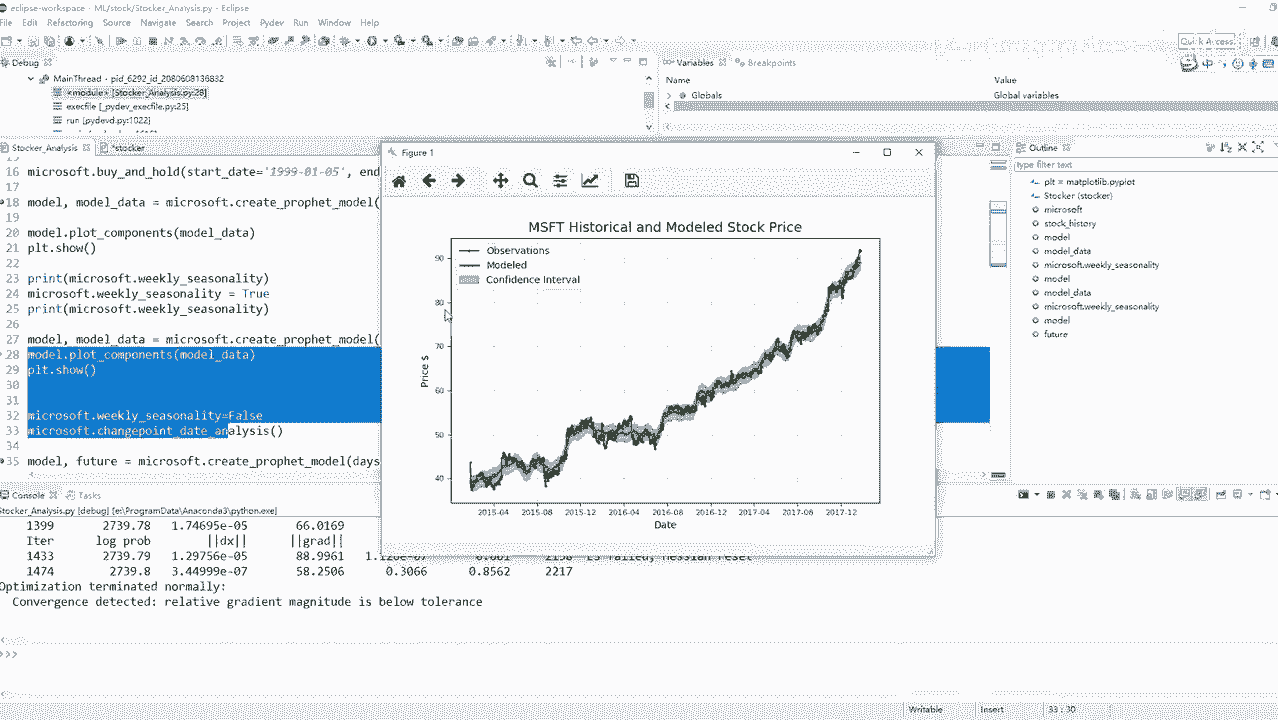 eclipse-workspace - ML/stock/Stocker_Analysis.py - Eclipse
File Edit Refactoring Source Navigate Search Project Pydev Run Window Help
Quick Access
Debug
MainThread - pid_6292_id_2080608136832
<module> [Stocker_Analysis.py:28]
execfile [_pydev_execfile.py:25]
run [pydevd.py:1022]
Variables Breakpoints
Name Value
Globals Global variables
Stocker_Analysis *stocker
16 microsoft.buy_and_hold(start_date='1999-01-05', end
17
18 model, model_data = microsoft.create_prophet_model(
19
20 model.plot_components(model_data)
21 plt.show()
22
23 print(microsoft.weekly_seasonality)
24 microsoft.weekly_seasonality = True
25 print(microsoft.weekly_seasonality)
26
27 model, model_data = microsoft.create_prophet_model(
28 model.plot_components(model_data)
29 plt.show()
30
31
32 microsoft.weekly_seasonality=False
33 microsoft.changepoint_date_analysis()
34
35 model, future = microsoft.create_prophet_model(days
Figure 1
MSFT Historical and Modeled Stock Price
Observations
Modeled
Confidence Interval
Price $
90
80
70
60
50
40
2015-04 2015-08 2015-12 2016-04 2016-08 2016-12 2017-04 2017-08 2017-12
Date
Outline
type filter text
plt = matplotlib.pyplot
Stocker (stocker)
microsoft
stock_history
model
model_data
microsoft.weekly_seasonality
model
model_data
microsoft.weekly_seasonality
model
future
Console Tasks
Stocker_Analysis.py [debug] [e:\ProgramData\Anaconda3\python.exe]
1399 2739.78 1.74695e-05 66.0169
Iter log prob ||dx|| ||grad||
1433 2739.79 1.29756e-05 88.9961
1474 2739.8 3.44999e-07 58.2506 0.3066 0.8562 2217
Optimization terminated normally:
Convergence detected: relative gradient magnitude is below tolerance
>>>
Writable Insert 33 : 30